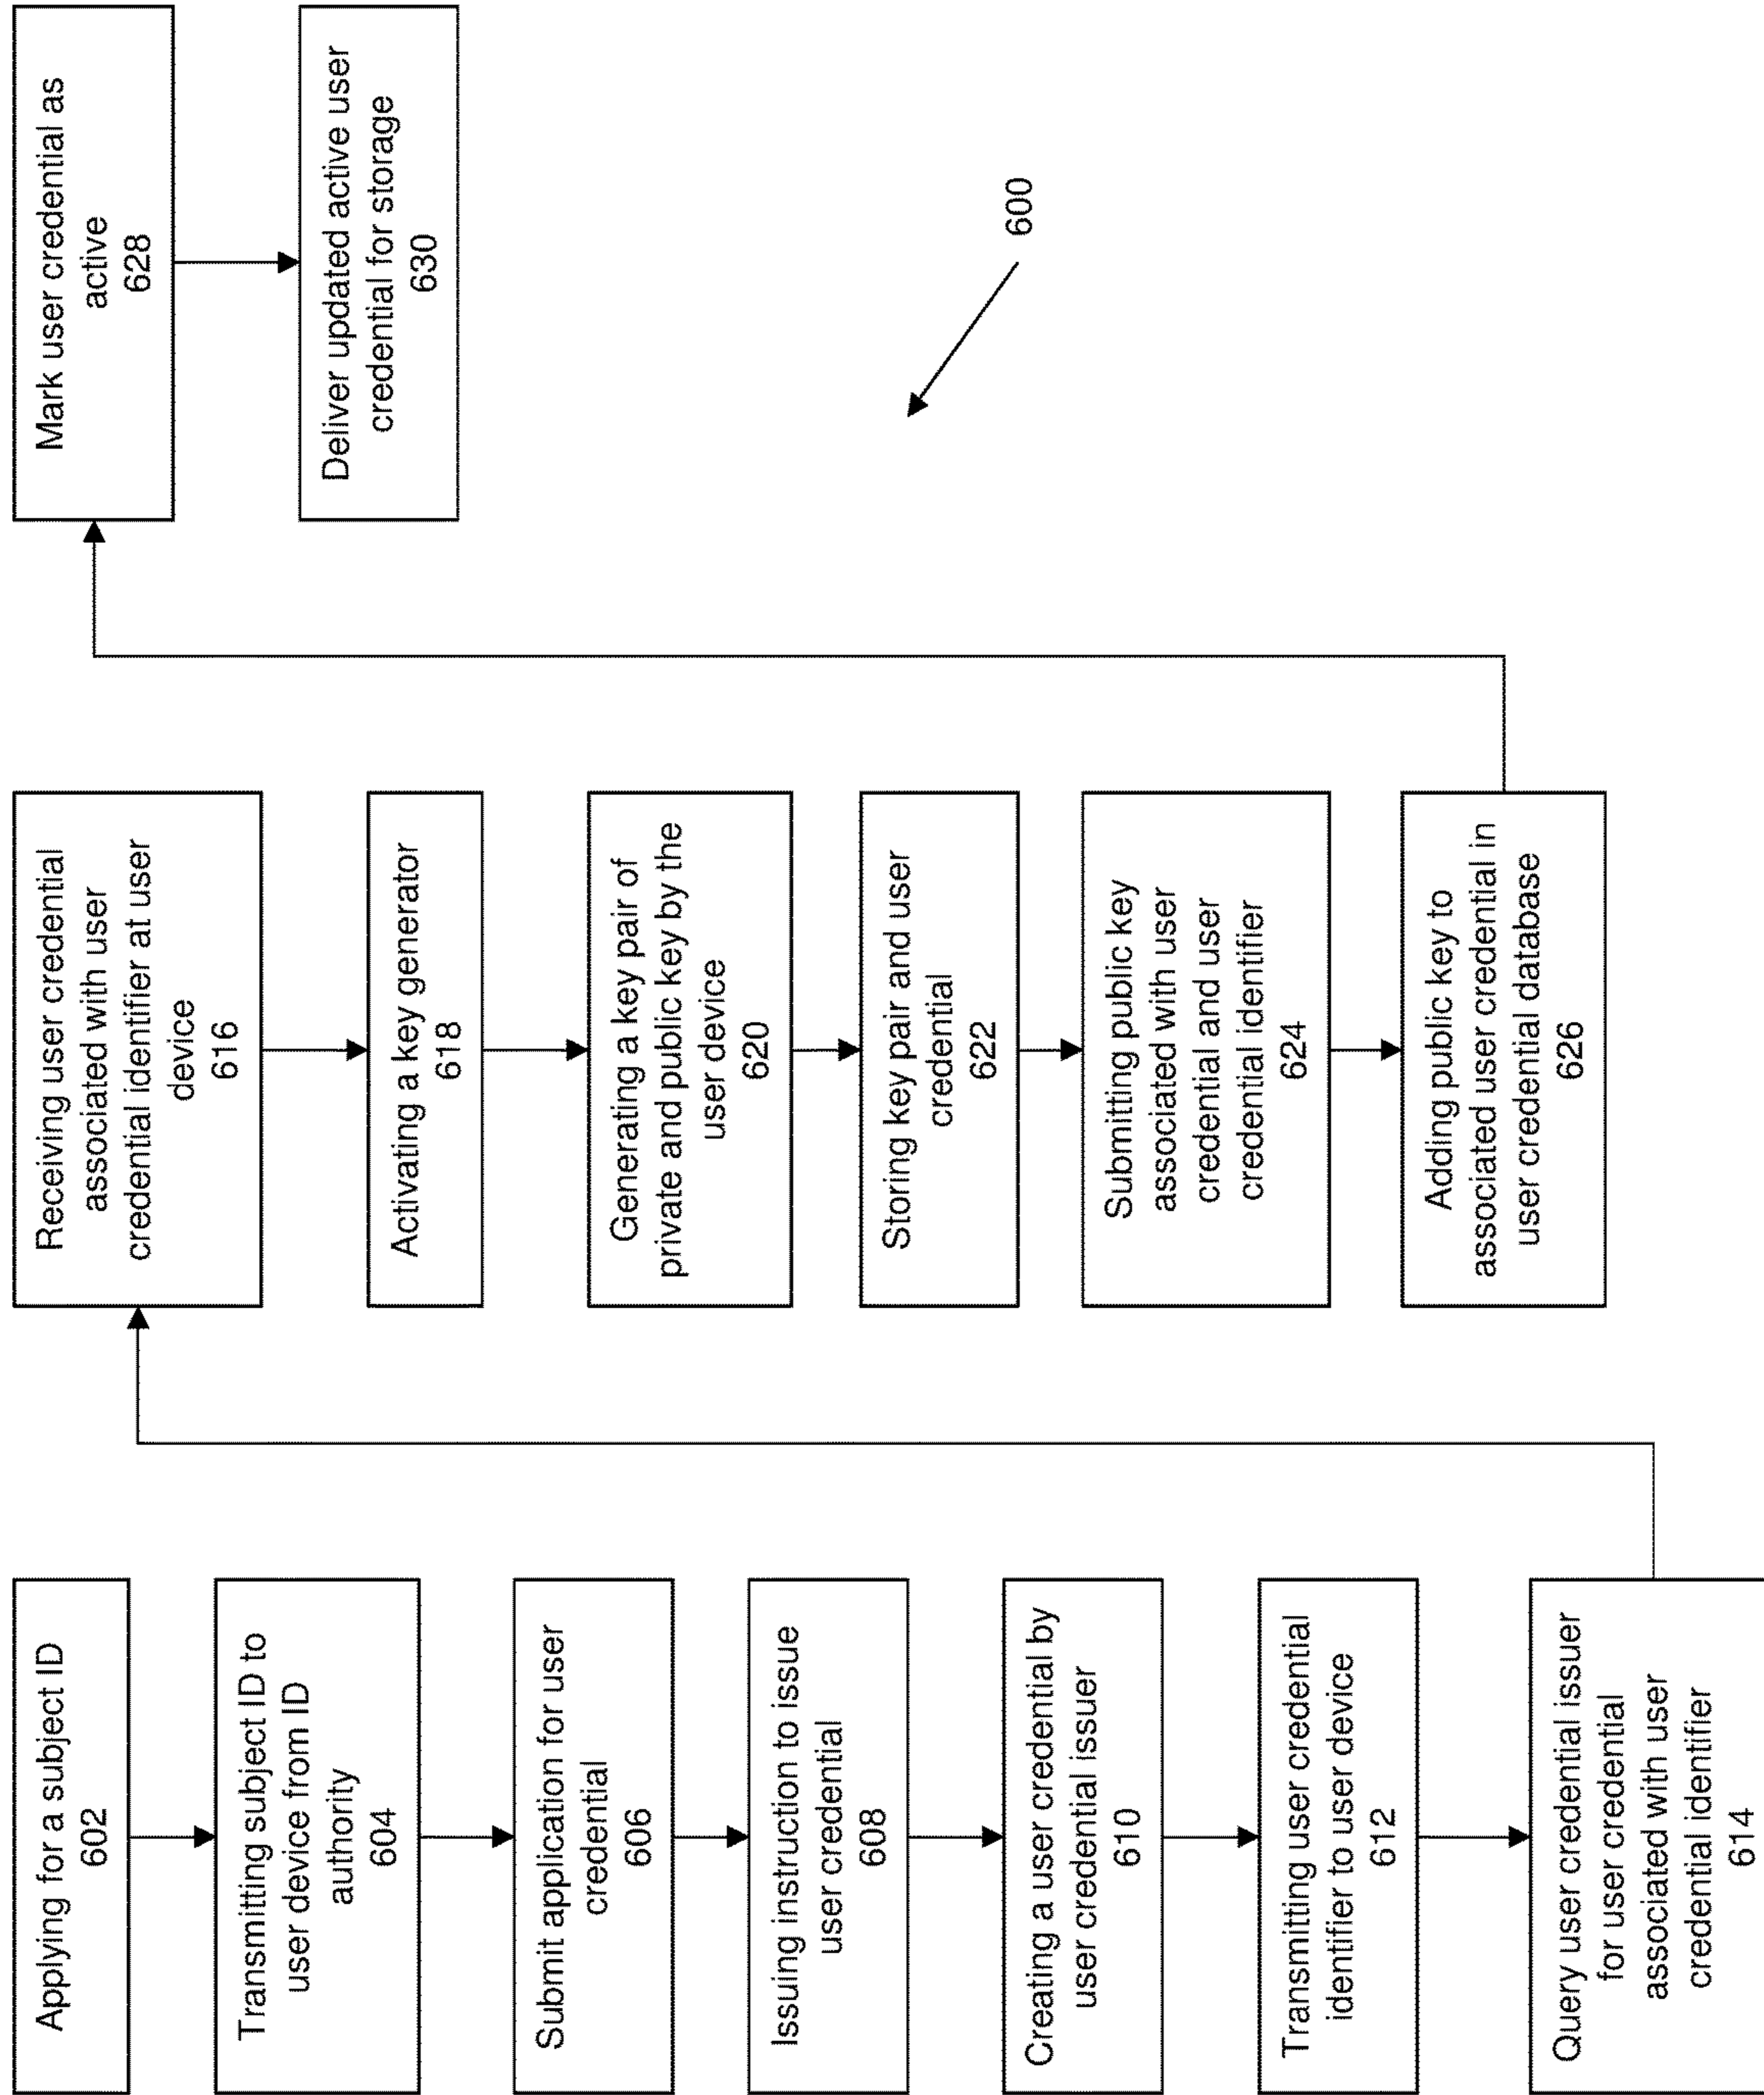 Applying for a subject ID
602
Transmitting subject ID to
user device from ID
authority
604
Submit application for user
credential
606
Issuing instruction to issue
user credential
608
Creating a user credential by
user credential issuer
610
Transmitting user credential
identifier to user device
612
Query user credential issuer
for user credential
associated with user
credential identifier
614
Receiving user credential
associated with user
credential identifier at user
device
616
Activating a key generator
618
Generating a key pair of
private and public key by the
user device
620
Storing key pair and user
credential
622
Submitting public key
associated with user
credential and user
credential identifier
624
Adding public key to
associated user credential in
user credential database
626
Mark user credential as
active
628
Deliver updated active user
credential for storage
630
600